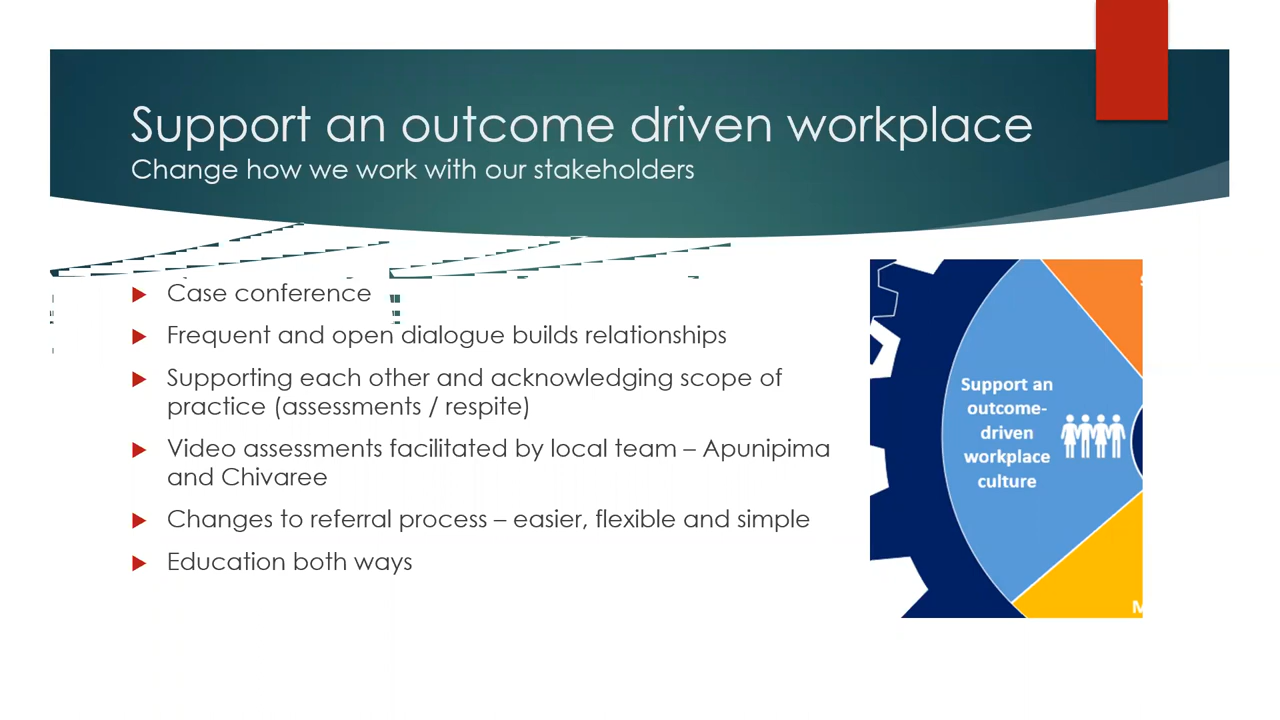 Support an outcome driven workplace
Change how we work with our stakeholders
Case conference
Frequent and open dialogue builds relationships
Supporting each other and acknowledging scope of
practice (assessments / respite)
Video assessments facilitated by local team – Apunipima
and Chivaree
Changes to referral process – easier, flexible and simple
Education both ways
Support an
outcome-
driven
workplace
culture